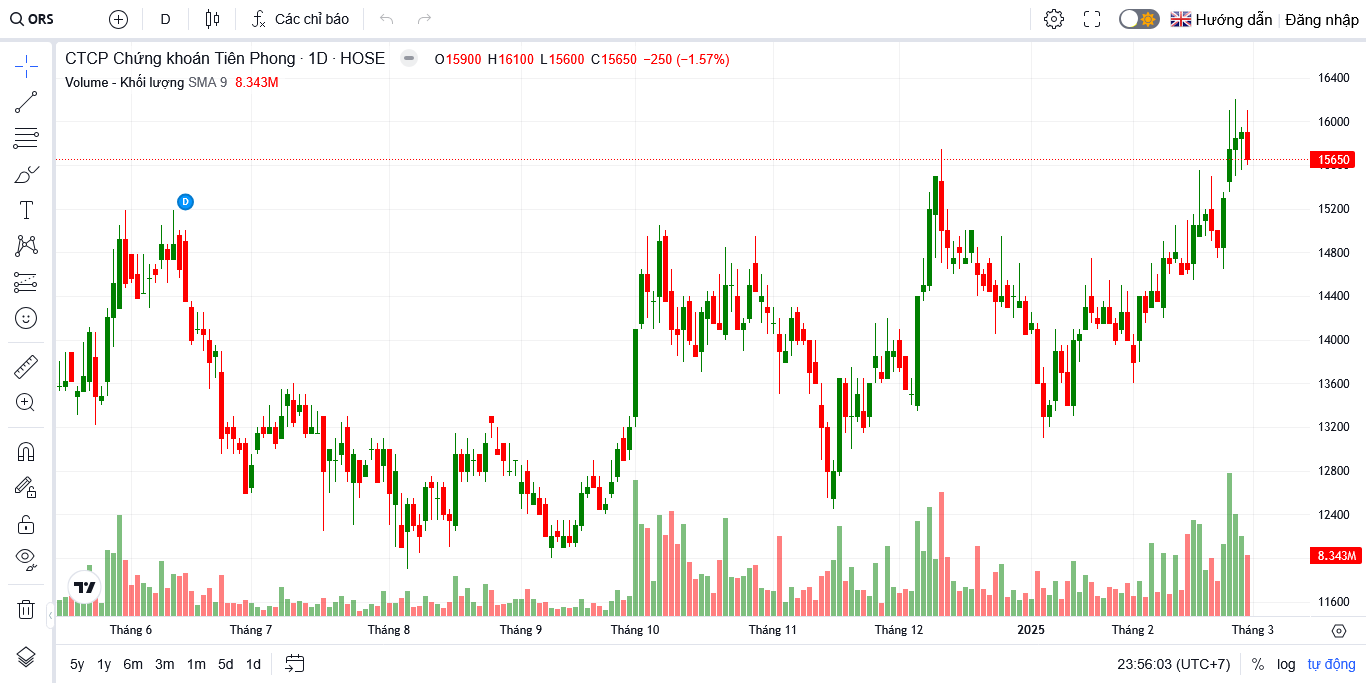 ORS D Các chỉ báo Hướng dẫn Đăng nhập
CTCP Chứng khoán Tiên Phong · 1D · HOSE O15900 H16100 L15600 C15650 −250 (−1.57%)
Volume - Khối lượng SMA 9 8.343M
D
16400
16000
15650
15200
14800
14400
14000
13600
13200
12800
12400
8.343M
11600
Tháng 6 Tháng 7 Tháng 8 Tháng 9 Tháng 10 Tháng 11 Tháng 12 2025 Tháng 2 Tháng 3
5y 1y 6m 3m 1m 5d 1d 23:56:03 (UTC+7) % log tự động